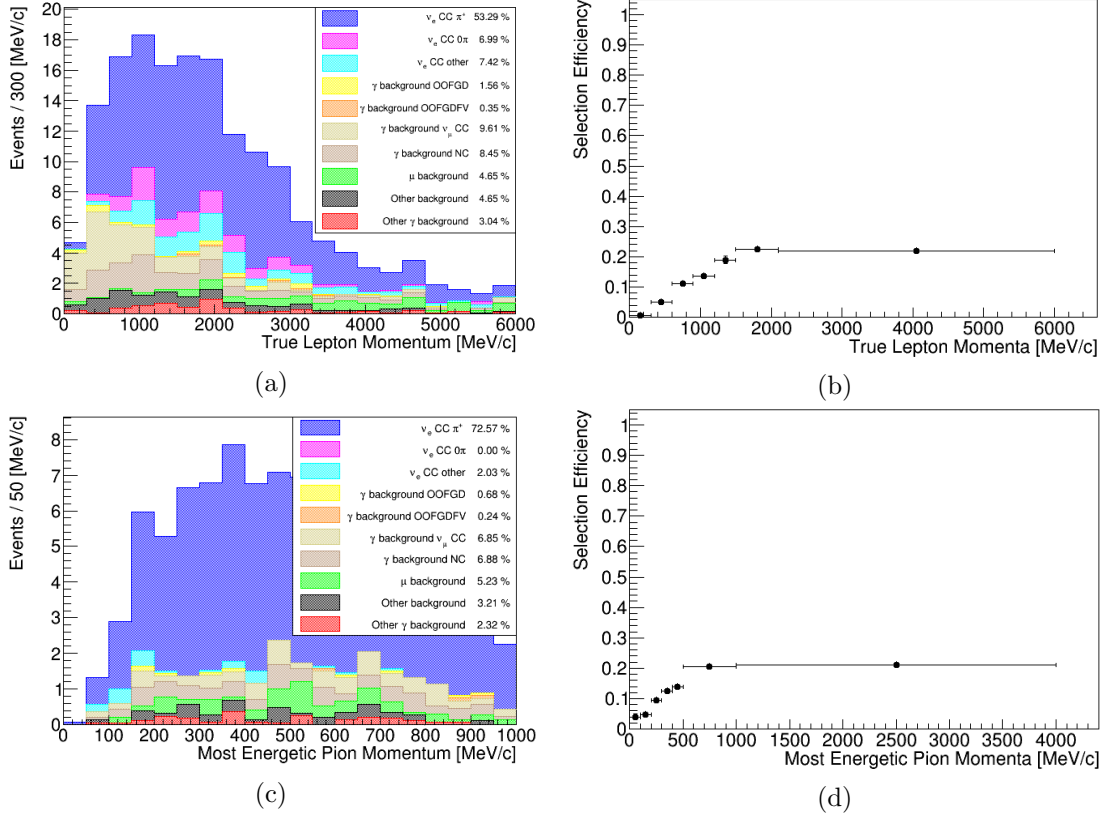 Events / 300 [MeV/c]
20
18
16
14
12
10
8
6
4
2
0
νe CC π⁺ 53.29 %
νe CC 0π 6.99 %
νe CC other 7.42 %
γ background OOFGD 1.56 %
γ background OOFGDFV 0.35 %
γ background νμ CC 9.61 %
γ background NC 8.45 %
μ background 4.65 %
Other background 4.65 %
Other γ background 3.04 %
0 1000 2000 3000 4000 5000 6000
True Lepton Momentum [MeV/c]
(a)
Selection Efficiency
1
0.9
0.8
0.7
0.6
0.5
0.4
0.3
0.2
0.1
0
0 1000 2000 3000 4000 5000 6000
True Lepton Momenta [MeV/c]
(b)
Events / 50 [MeV/c]
8
7
6
5
4
3
2
1
0
νe CC π⁺ 72.57 %
νe CC 0π 0.00 %
νe CC other 2.03 %
γ background OOFGD 0.68 %
γ background OOFGDFV 0.24 %
γ background νμ CC 6.85 %
γ background NC 6.88 %
μ background 5.23 %
Other background 3.21 %
Other γ background 2.32 %
0 100 200 300 400 500 600 700 800 900 1000
Most Energetic Pion Momentum [MeV/c]
(c)
Selection Efficiency
1
0.9
0.8
0.7
0.6
0.5
0.4
0.3
0.2
0.1
0
0 500 1000 1500 2000 2500 3000 3500 4000
Most Energetic Pion Momenta [MeV/c]
(d)